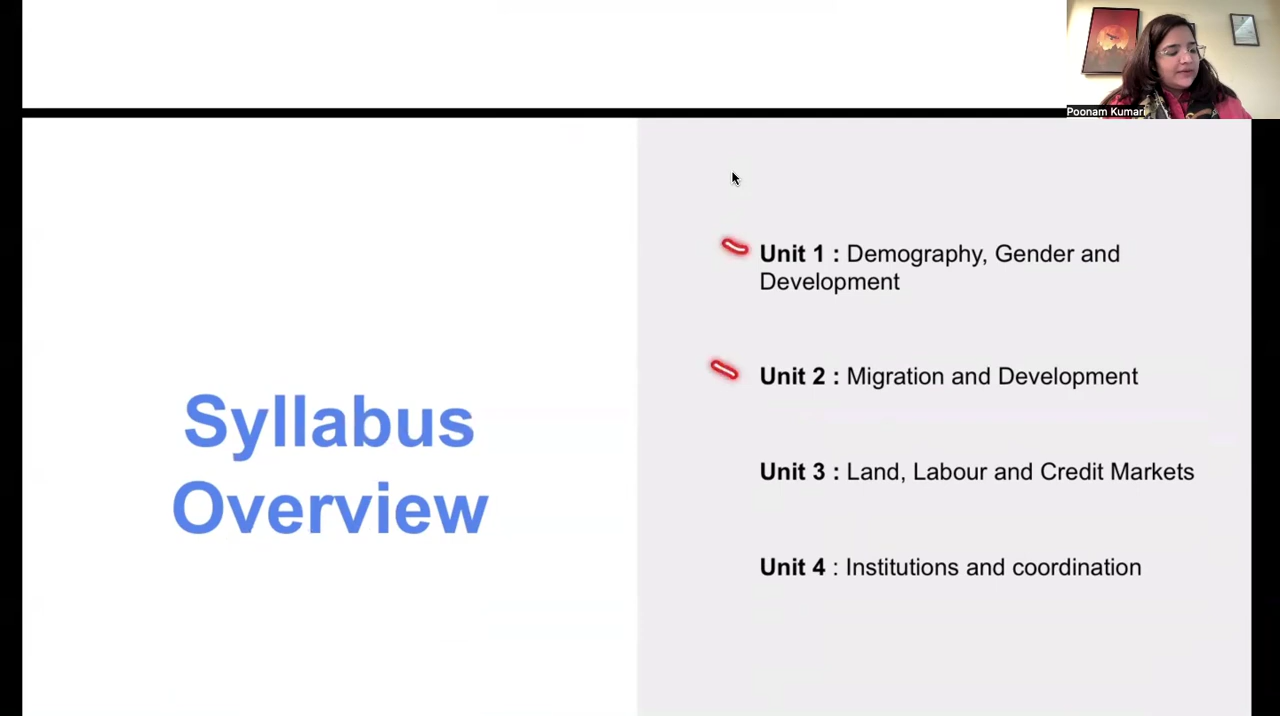 Poonam Kumari
Syllabus
Overview
Unit 1 : Demography, Gender and
Development
Unit 2 : Migration and Development
Unit 3 : Land, Labour and Credit Markets
Unit 4 : Institutions and coordination